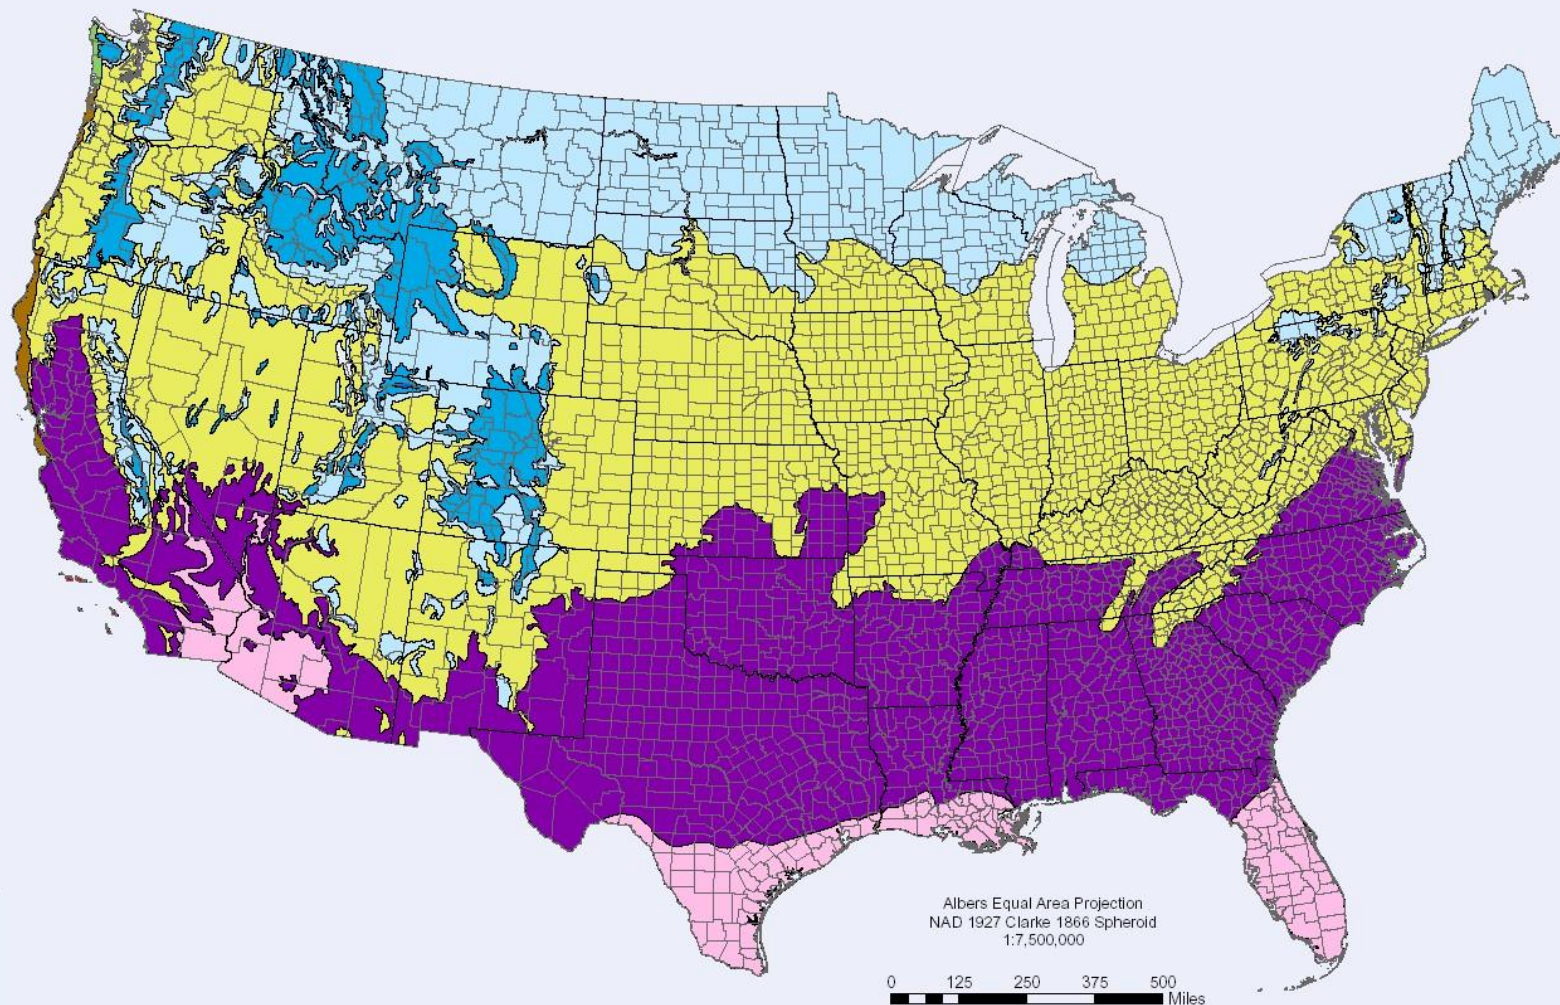 Albers Equal Area Projection
NAD 1927 Clarke 1866 Spheroid
1:7,500,000
0 125 250 375 500
Miles